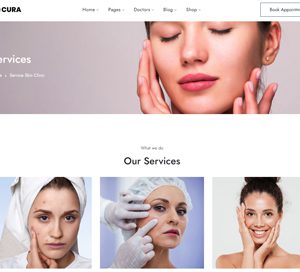 CURA
Home
Pages
Doctors
Blog
Shop
Book Appointm
ervices
Service Skin Clinic
What we do
Our Services